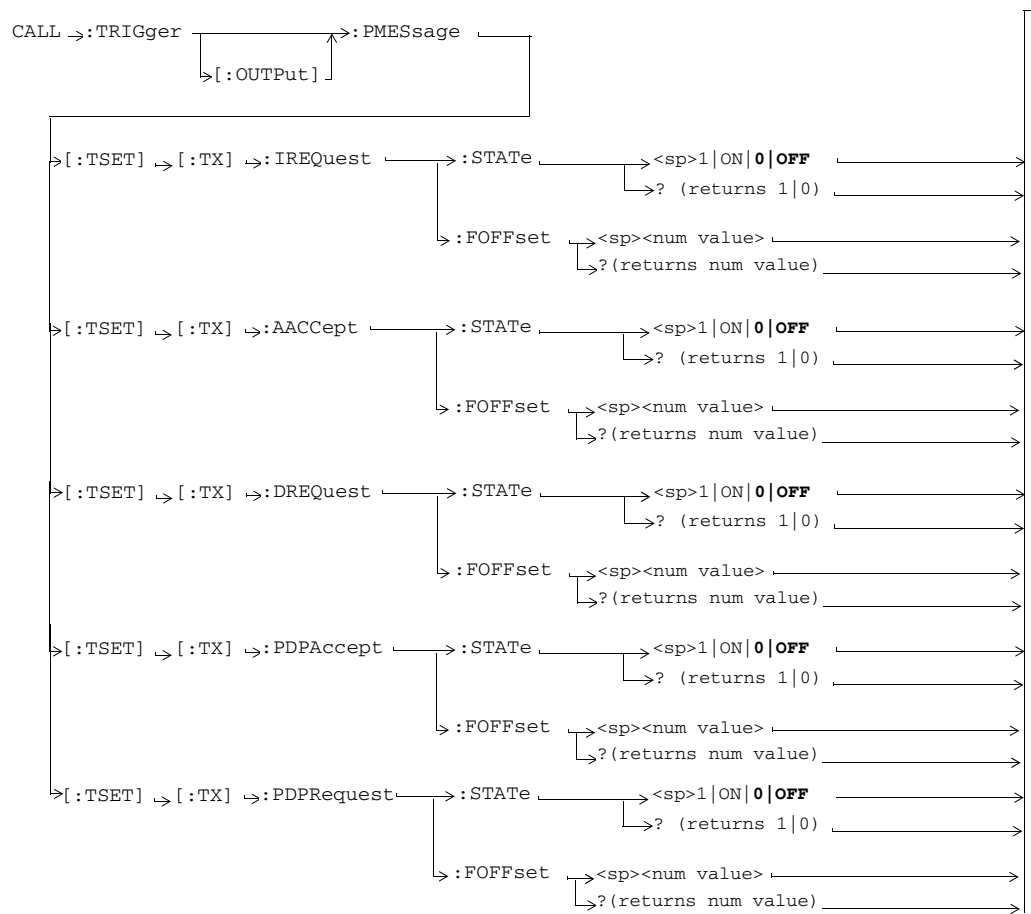 CALL :TRIGger :PMESsage
[:OUTPut]
[:TSET] [:TX] :IREQuest :STATe <sp>1|ON|0|OFF
? (returns 1|0)
:FOFFset <sp><num value>
?(returns num value)
[:TSET] [:TX] :AACCept :STATe <sp>1|ON|0|OFF
? (returns 1|0)
:FOFFset <sp><num value>
?(returns num value)
[:TSET] [:TX] :DREQuest :STATe <sp>1|ON|0|OFF
? (returns 1|0)
:FOFFset <sp><num value>
?(returns num value)
[:TSET] [:TX] :PDPAccept :STATe <sp>1|ON|0|OFF
? (returns 1|0)
:FOFFset <sp><num value>
?(returns num value)
[:TSET] [:TX] :PDPRequest :STATe <sp>1|ON|0|OFF
? (returns 1|0)
:FOFFset <sp><num value>
?(returns num value)